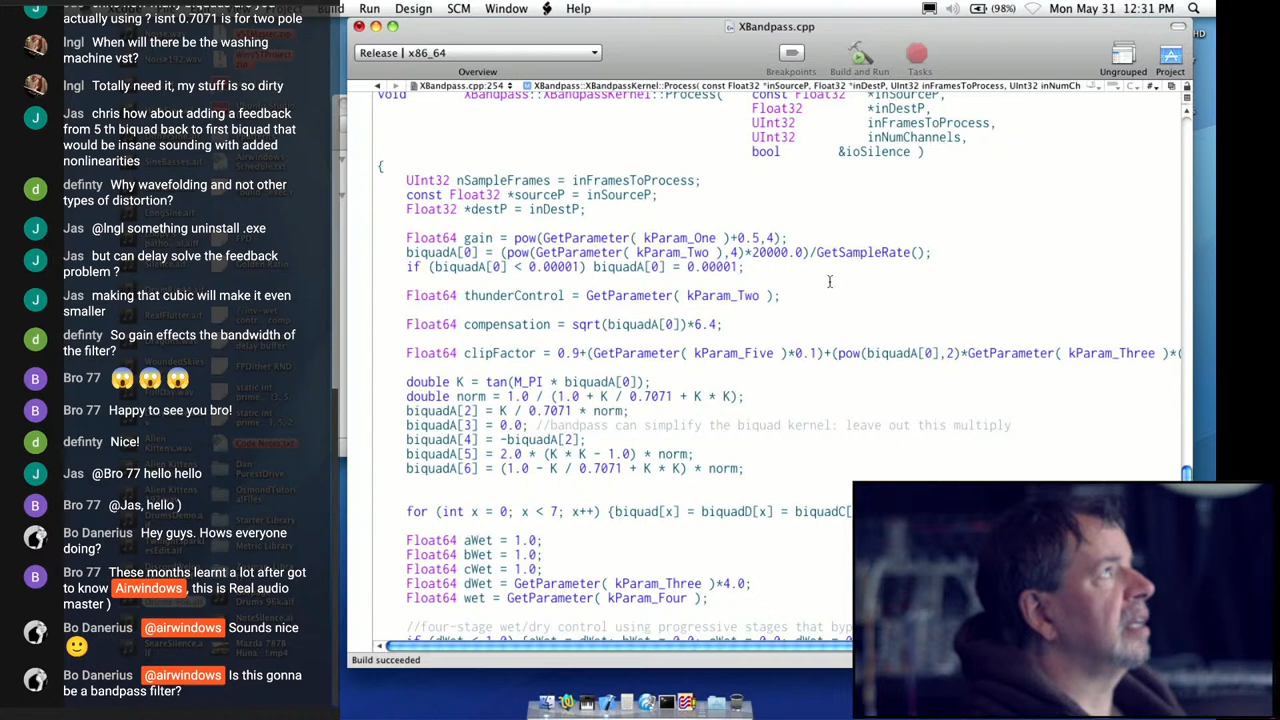 Run Design SCM Window Help (98%) Mon May 31 12:31 PM
actually using ? isnt 0.7071 is for two pole
lngl When will there be the washing
machine vst?
lngl Totally need it, my stuff is so dirty
Jas chris how about adding a feedback
from 5 th biquad back to first biquad that
would be insane sounding with added
nonlinearities
definty Why wavefolding and not other
types of distortion?
Jas @lngl something uninstall .exe
Jas but can delay solve the feedback
problem ?
Jas making that cubic will make it even
smaller
definty So gain effects the bandwidth of
the filter?
Bro 77 😱 😱 😱
Bro 77 Happy to see you bro!
definty Nice!
Jas @Bro 77 hello hello
Bro 77 @Jas, hello )
Bo Danerius Hey guys. Hows everyone
doing?
Bro 77 These months learnt a lot after got
to know Airwindows, this is Real audio
master )
Bo Danerius @airwindows Sounds nice
🙂
Bo Danerius @airwindows Is this gonna
be a bandpass filter?
XBandpass.cpp
Release | x86_64
Overview Breakpoints Build and Run Tasks Ungrouped Project
XBandpass.cpp:254 XBandpass::XBandpassKernel::Process(const Float32 *inSourceP, Float32 *inDestP, UInt32 inFramesToProcess, UInt32 inNumCh
void XBandpass::XBandpassKernel::Process( const Float32 *inSourceP,
Float32 *inDestP,
UInt32 inFramesToProcess,
UInt32 inNumChannels,
bool &ioSilence )
{
UInt32 nSampleFrames = inFramesToProcess;
const Float32 *sourceP = inSourceP;
Float32 *destP = inDestP;
Float64 gain = pow(GetParameter( kParam_One )+0.5,4);
biquadA[0] = (pow(GetParameter( kParam_Two ),4)*20000.0)/GetSampleRate();
if (biquadA[0] < 0.00001) biquadA[0] = 0.00001;
Float64 thunderControl = GetParameter( kParam_Two );
Float64 compensation = sqrt(biquadA[0])*6.4;
Float64 clipFactor = 0.9+(GetParameter( kParam_Five )*0.1)+(pow(biquadA[0],2)*GetParameter( kParam_Three )*(
double K = tan(M_PI * biquadA[0]);
double norm = 1.0 / (1.0 + K / 0.7071 + K * K);
biquadA[2] = K / 0.7071 * norm;
biquadA[3] = 0.0; //bandpass can simplify the biquad kernel: leave out this multiply
biquadA[4] = -biquadA[2];
biquadA[5] = 2.0 * (K * K - 1.0) * norm;
biquadA[6] = (1.0 - K / 0.7071 + K * K) * norm;
for (int x = 0; x < 7; x++) {biquad[x] = biquadD[x] = biquadC[
Float64 aWet = 1.0;
Float64 bWet = 1.0;
Float64 cWet = 1.0;
Float64 dWet = GetParameter( kParam_Three )*4.0;
Float64 wet = GetParameter( kParam_Four );
//four-stage wet/dry control using progressive stages that byp
Build succeeded